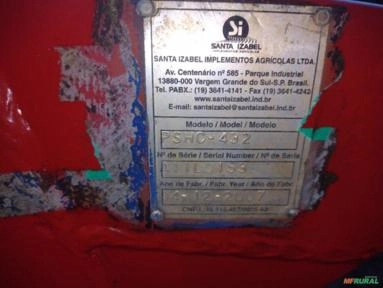 Si
SANTA IZABEL
SANTA IZABEL IMPLEMENTOS AGRÍCOLAS LTDA.
Av. Centenário nº 585 - Parque Industrial
13880-000 Vargem Grande do Sul-S.P. Brasil.
Tel. PABX.: (19) 3641-4141 - Fax (19) 3641-4242
www.santaizabel.ind.br
E-mail: santaizabel@santaizabel.ind.br
Modelo / Model / Modelo
PSHC-432
Nº de Série / Serial Number / Nº de Serie
Ano de Fabr. / Fabr. Year / Año de Fabr.
MFRURAL